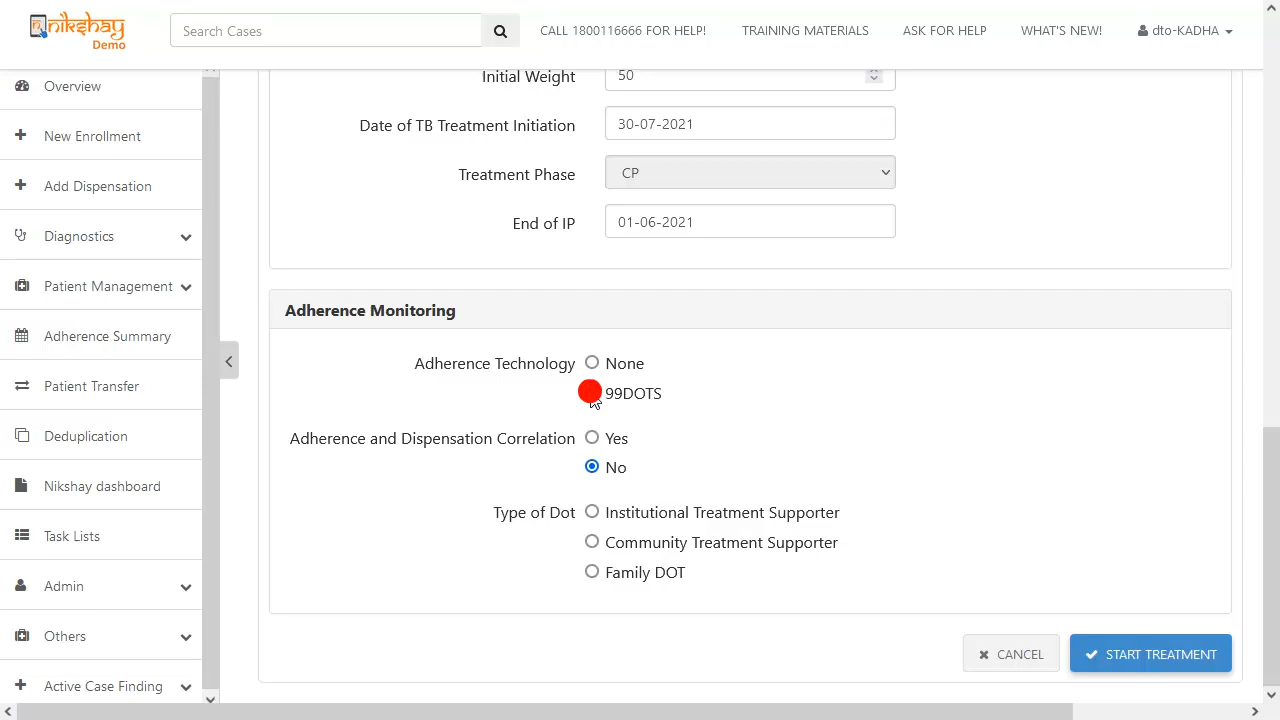 nikshay
Demo
Search Cases
CALL 1800116666 FOR HELP!
TRAINING MATERIALS
ASK FOR HELP
WHAT'S NEW!
dto-KADHA
Overview
New Enrollment
Add Dispensation
Diagnostics
Patient Management
Adherence Summary
Patient Transfer
Deduplication
Nikshay dashboard
Task Lists
Admin
Others
Active Case Finding
Initial Weight 50
Date of TB Treatment Initiation 30-07-2021
Treatment Phase CP
End of IP 01-06-2021
Adherence Monitoring
Adherence Technology None
99DOTS
Adherence and Dispensation Correlation Yes
No
Type of Dot Institutional Treatment Supporter
Community Treatment Supporter
Family DOT
CANCEL START TREATMENT